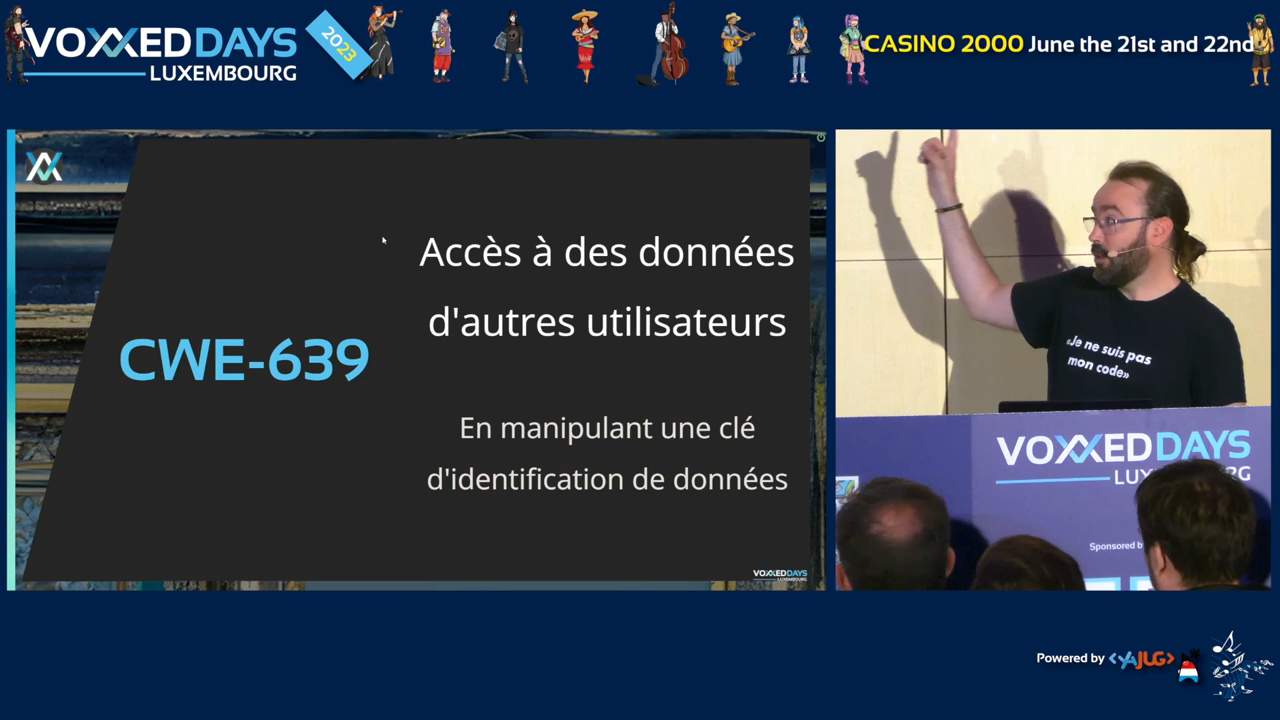 VOXXED DAYS
LUXEMBOURG
2023
CASINO 2000 June the 21st and 22nd
CWE-639
Accès à des données
d'autres utilisateurs
En manipulant une clé
d'identification de données
VOXXED DAYS
LUXEMBOURG
«Je ne suis pas
mon code»
VOXXED DAYS
LU G
Sponsored by
Powered by <YAJUG>